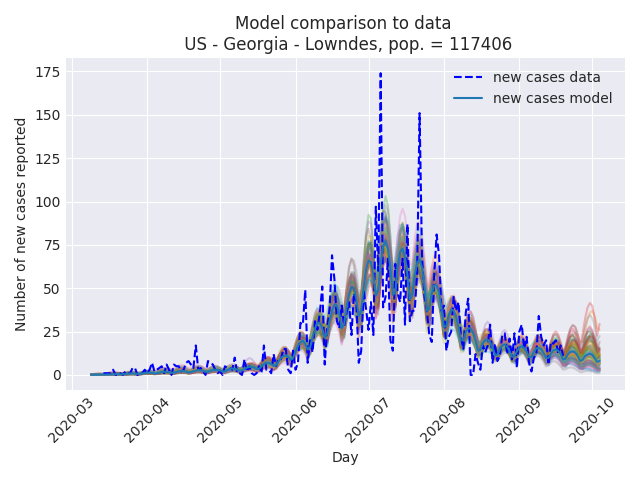 Model comparison to data
US - Georgia - Lowndes, pop. = 117406
new cases data
new cases model
Number of new cases reported
175
150
125
100
75
50
25
0
2020-03
2020-04
2020-05
2020-06
2020-07
2020-08
2020-09
2020-10
Day